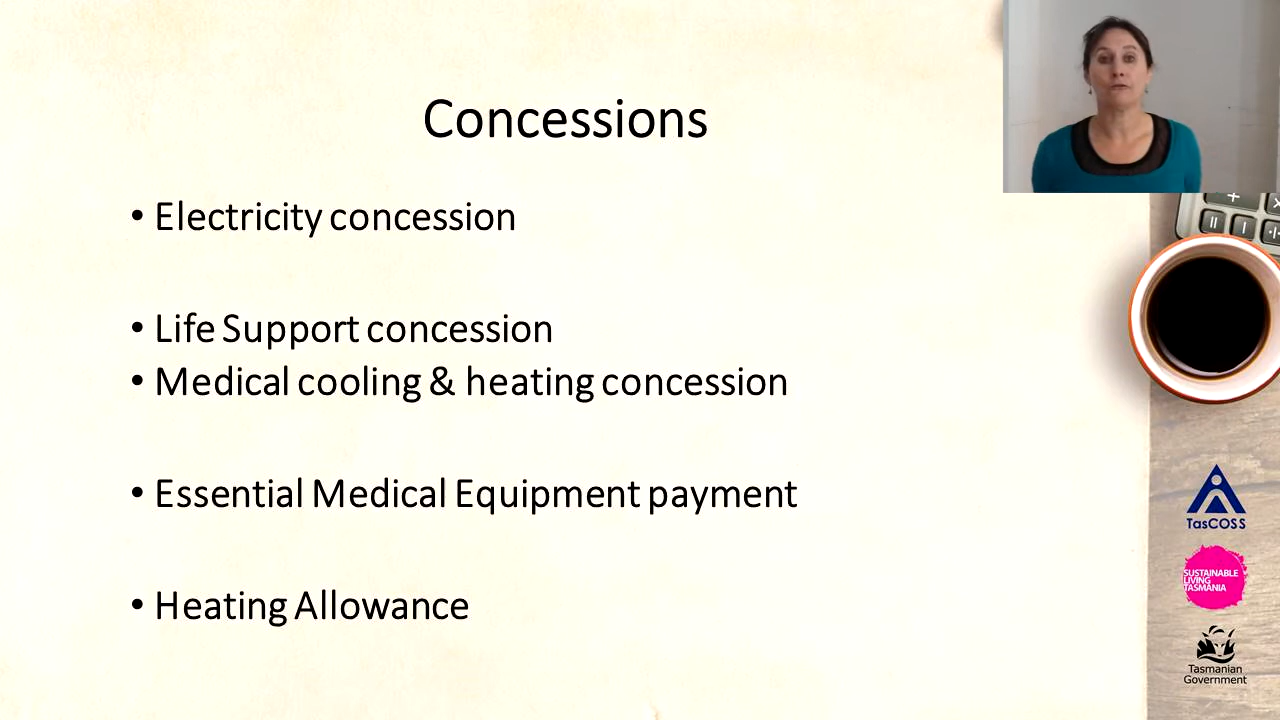 Concessions
• Electricity concession
• Life Support concession
• Medical cooling & heating concession
• Essential Medical Equipment payment
• Heating Allowance
TasCOSS
SUSTAINABLE
LIVING
TASMANIA
Tasmanian
Government